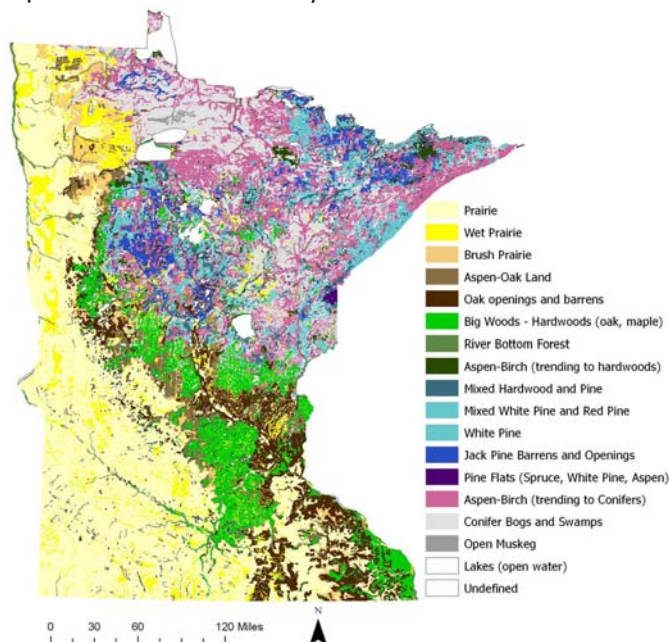 Prairie
Wet Prairie
Brush Prairie
Aspen-Oak Land
Oak openings and barrens
Big Woods - Hardwoods (oak, maple)
River Bottom Forest
Aspen-Birch (trending to hardwoods)
Mixed Hardwood and Pine
Mixed White Pine and Red Pine
White Pine
Jack Pine Barrens and Openings
Pine Flats (Spruce, White Pine, Aspen)
Aspen-Birch (trending to Conifers)
Conifer Bogs and Swamps
Open Muskeg
Lakes (open water)
Undefined
N
0 30 60 120 Miles